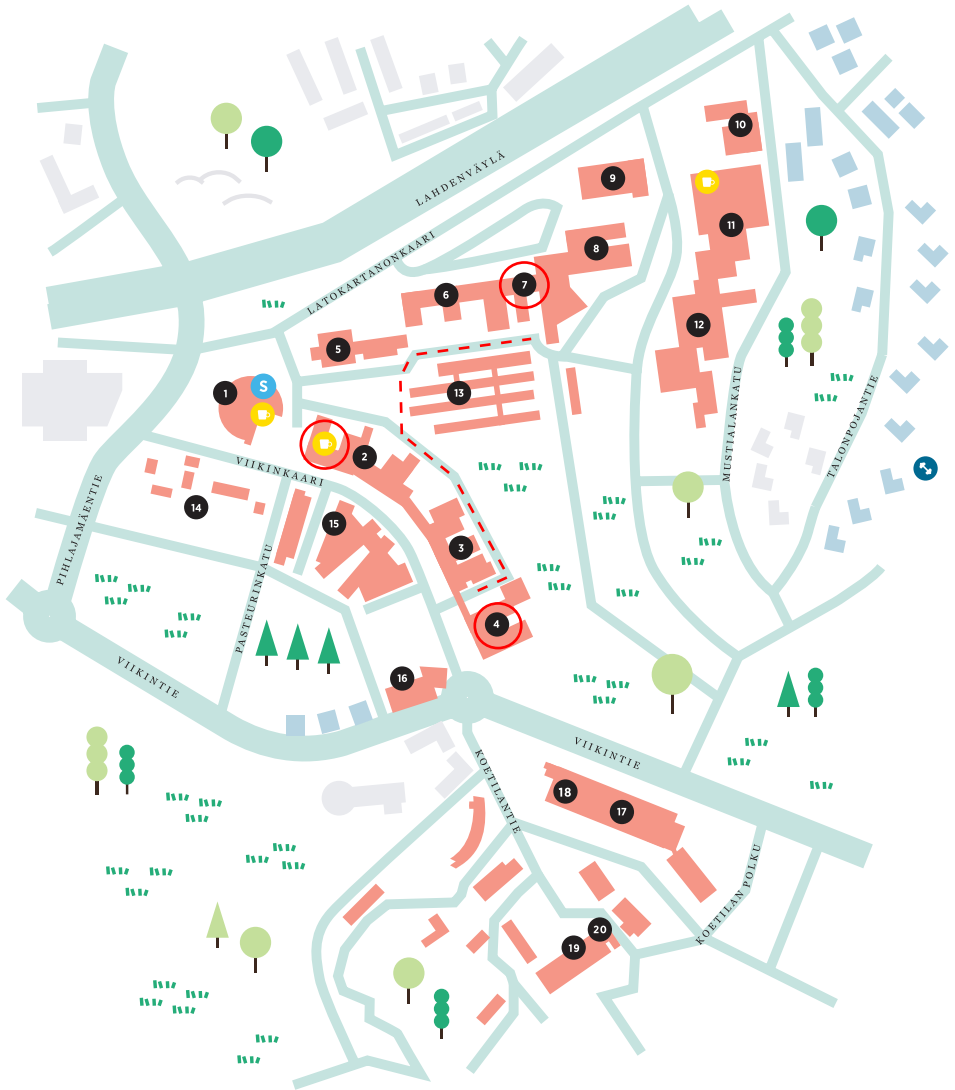 LAHDENVÄYLÄ
LATOKARTANONKAARI
10
9
11
8
7
6
12
5
1
S
13
2
MUSTIALANKATU
TALONPOJANTIE
VIIKINKAARI
PIHLAJAMÄENTIE
14
15
3
PASTEURINKATU
4
VIIKINTIE
16
VIIKINTIE
KOETILANTIE
18
17
KOETILAN POLKU
20
19